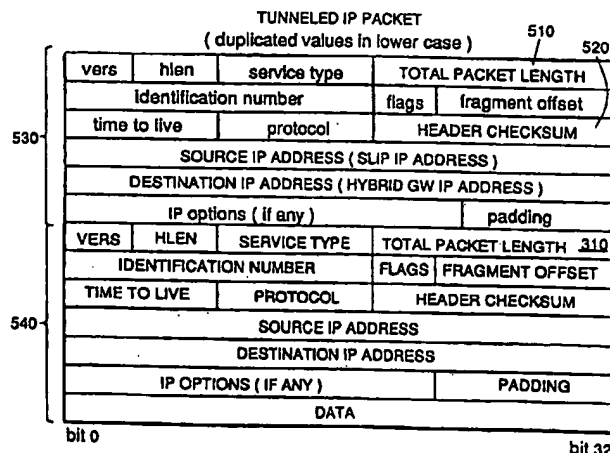 TUNNELED IP PACKET
( duplicated values in lower case )
510
520
vers hlen service type TOTAL PACKET LENGTH
identification number flags fragment offset
530
time to live protocol HEADER CHECKSUM
SOURCE IP ADDRESS ( SLIP IP ADDRESS )
DESTINATION IP ADDRESS ( HYBRID GW IP ADDRESS )
IP options ( if any ) padding
VERS HLEN SERVICE TYPE TOTAL PACKET LENGTH 310
IDENTIFICATION NUMBER FLAGS FRAGMENT OFFSET
TIME TO LIVE PROTOCOL HEADER CHECKSUM
540
SOURCE IP ADDRESS
DESTINATION IP ADDRESS
IP OPTIONS ( IF ANY ) PADDING
DATA
bit 0 bit 32